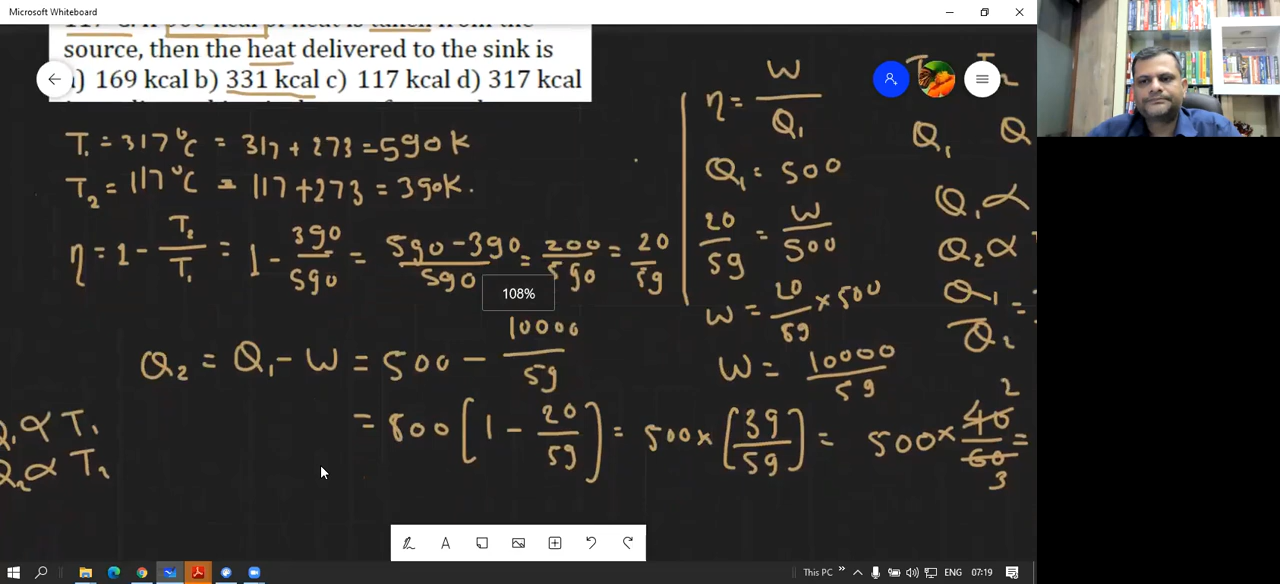 Microsoft Whiteboard
source, then the heat delivered to the sink is
a) 169 kcal b) 331 kcal c) 117 kcal d) 317 kcal
T₁ = 317°C = 317 + 273 = 590 K
T₂ = 117°C = 117 + 273 = 390K.
η = 1 - T₂/T₁ = 1 - 390/590 = 590 - 390/590 = 200/590 = 20/59
108%
Q₂ = Q₁ - W = 500 - 10000/59
= 500 [1 - 20/59] = 500 × [39/59] = 500 × 40/60 =
2
3
Q₁ ∝ T₁
Q₂ ∝ T₂
η = W/Q₁
Q₁ = 500
20/59 = W/500
W = 20/59 × 500
W = 10000/59
Q₁ Q
Q₁ ∝
Q₂ ∝ T
Q₁/Q₂ =
This PC
ENG
07:19